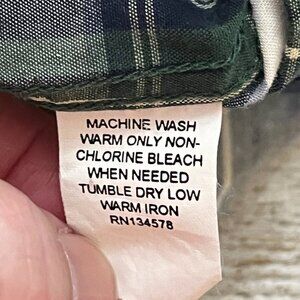 MACHINE WASH
WARM ONLY NON-
CHLORINE BLEACH
WHEN NEEDED
TUMBLE DRY LOW
WARM IRON
RN134578